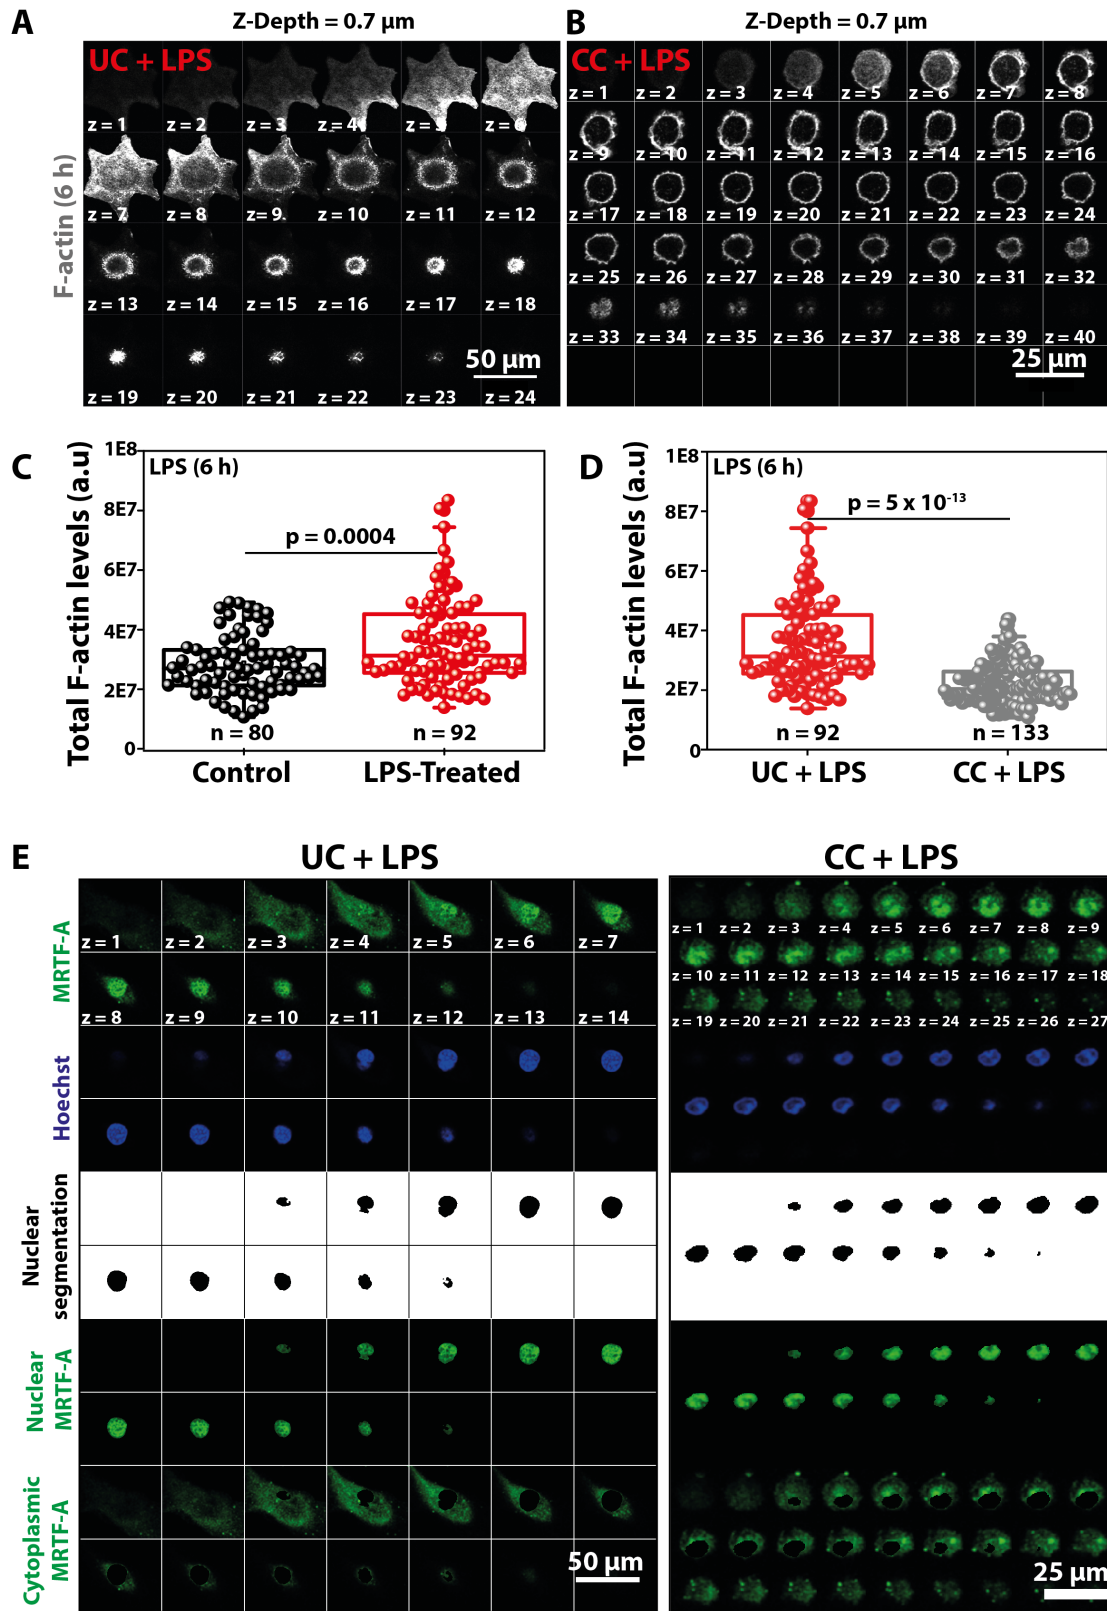 A
Z-Depth = 0.7 µm
UC + LPS
F-actin (6 h)
z = 1 z = 2 z = 3 z = 4 z = 5 z = 6
z = 7 z = 8 z = 9 z = 10 z = 11 z = 12
z = 13 z = 14 z = 15 z = 16 z = 17 z = 18
50 µm
z = 19 z = 20 z = 21 z = 22 z = 23 z = 24
B
Z-Depth = 0.7 µm
CC + LPS
z = 1 z = 2 z = 3 z = 4 z = 5 z = 6 z = 7 z = 8
z = 9 z = 10 z = 11 z = 12 z = 13 z = 14 z = 15 z = 16
z = 17 z = 18 z = 19 z = 20 z = 21 z = 22 z = 23 z = 24
z = 25 z = 26 z = 27 z = 28 z = 29 z = 30 z = 31 z = 32
z = 33 z = 34 z = 35 z = 36 z = 37 z = 38 z = 39 z = 40
25 µm
C
Total F-actin levels (a.u)
1E8
8E7
6E7
4E7
2E7
0
LPS (6 h)
p = 0.0004
n = 80 n = 92
Control LPS-Treated
D
Total F-actin levels (a.u)
1E8
8E7
6E7
4E7
2E7
0
LPS (6 h)
p = 5 x 10⁻¹³
n = 92 n = 133
UC + LPS CC + LPS
E
UC + LPS
MRTF-A
z = 1 z = 2 z = 3 z = 4 z = 5 z = 6 z = 7
z = 8 z = 9 z = 10 z = 11 z = 12 z = 13 z = 14
Hoechst
Nuclear
segmentation
Nuclear
MRTF-A
Cytoplasmic
MRTF-A
50 µm
CC + LPS
z = 1 z = 2 z = 3 z = 4 z = 5 z = 6 z = 7 z = 8 z = 9
z = 10 z = 11 z = 12 z = 13 z = 14 z = 15 z = 16 z = 17 z = 18
z = 19 z = 20 z = 21 z = 22 z = 23 z = 24 z = 25 z = 26 z = 27
25 µm